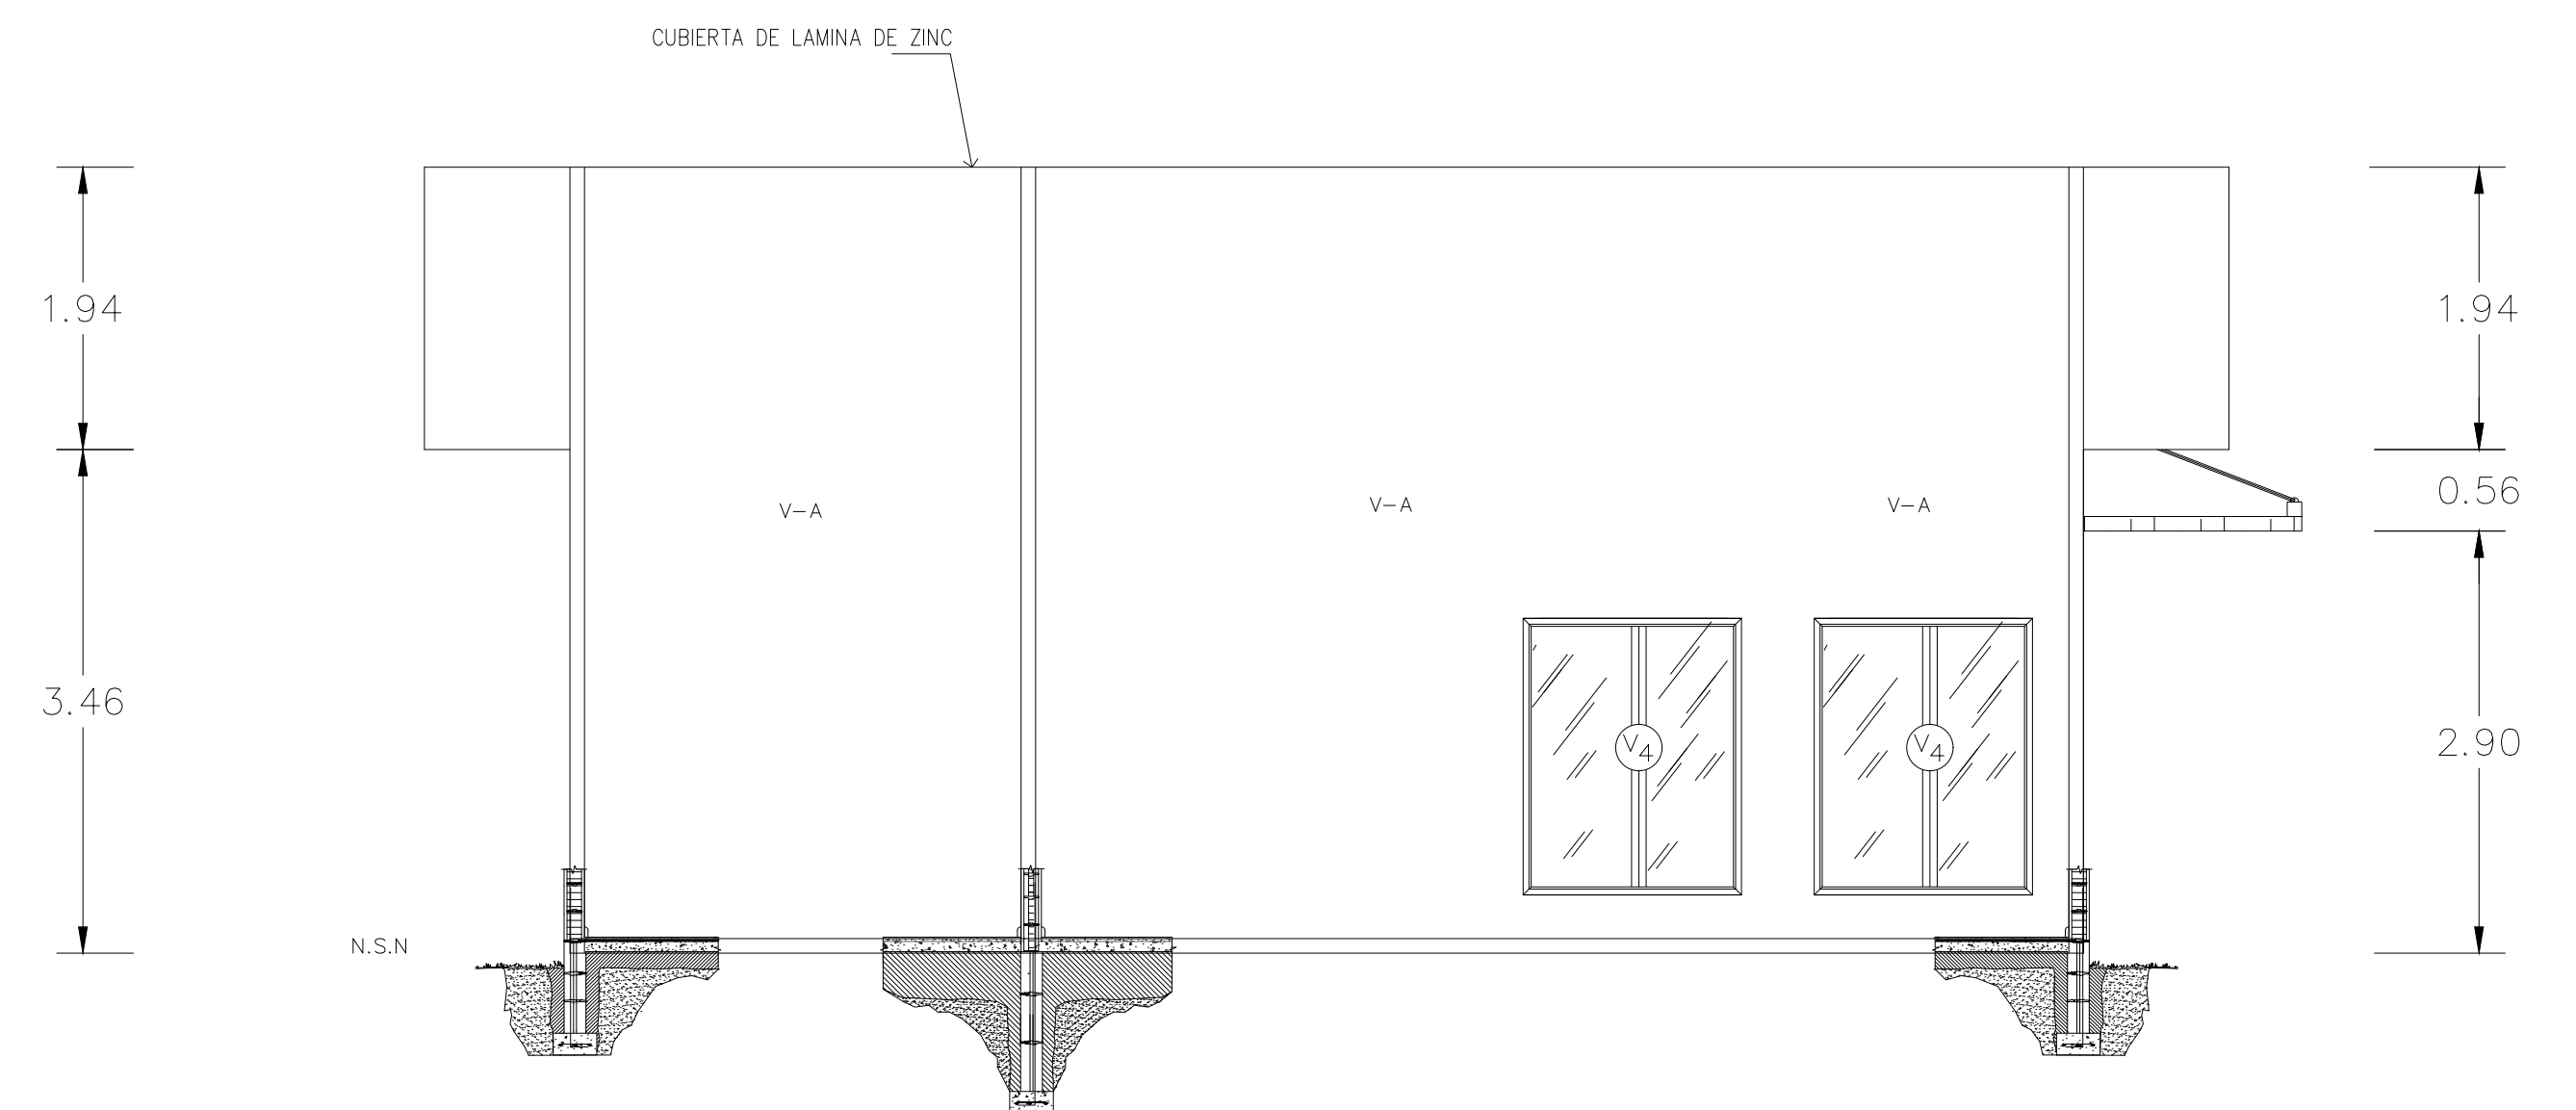 CUBIERTA DE LAMINA DE ZINC
1.94
1.94
0.56
V-A
V-A
V-A
3.46
V4
V4
2.90
N.S.N